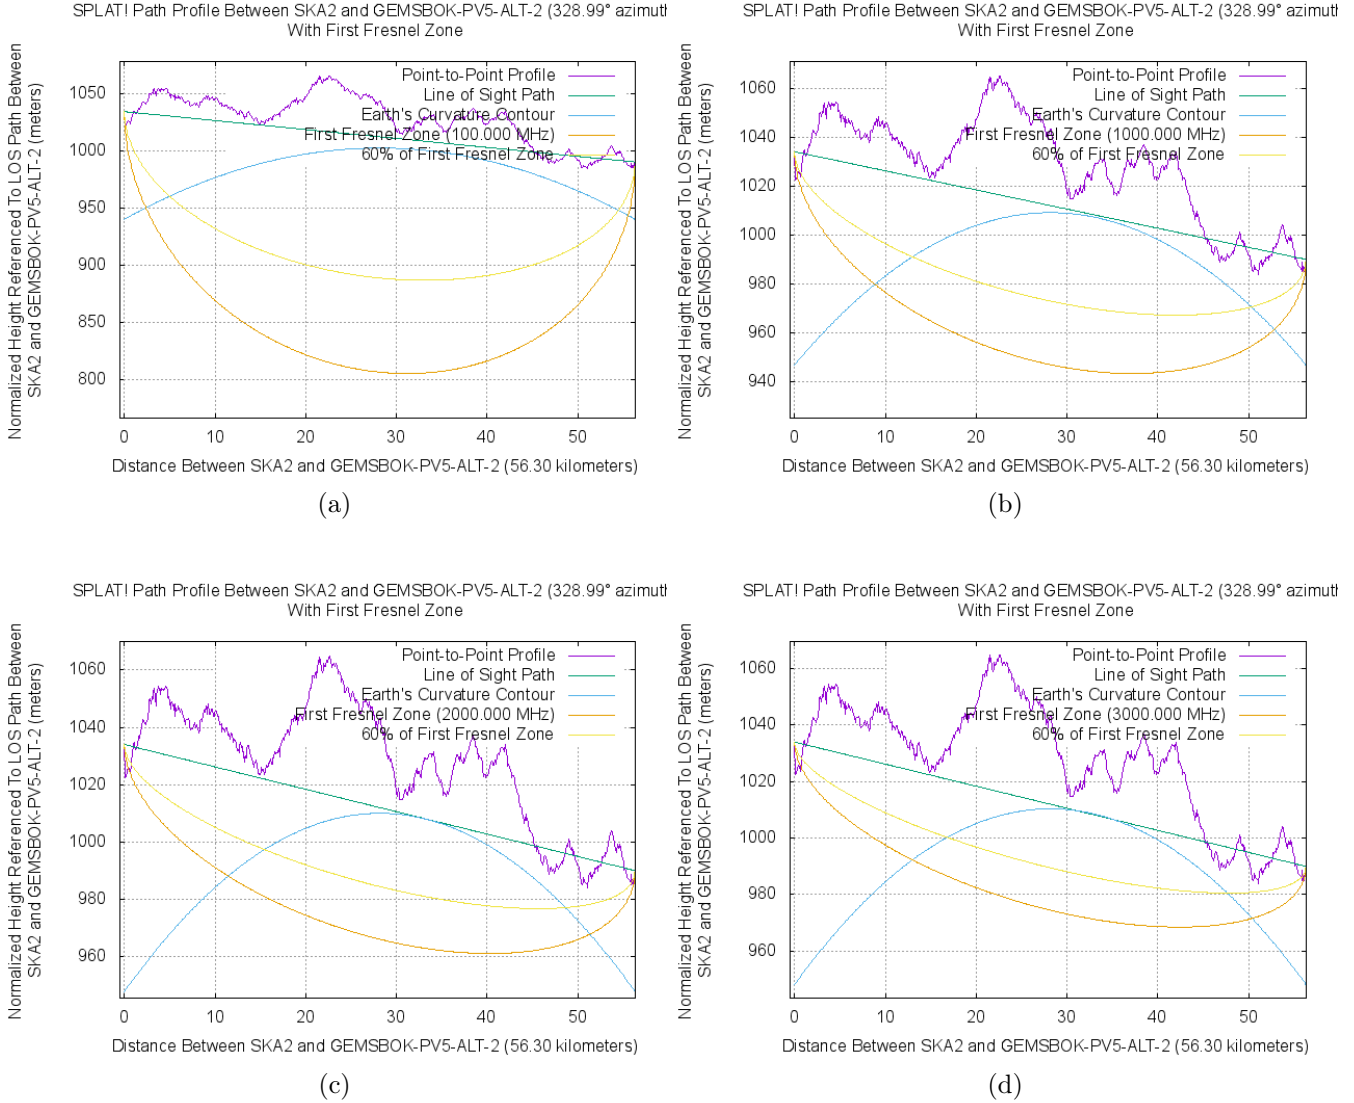 SPLAT! Path Profile Between SKA2 and GEMSBOK-PV5-ALT-2 (328.99° azimuth
With First Fresnel Zone
Normalized Height Referenced To LOS Path Between
SKA2 and GEMSBOK-PV5-ALT-2 (meters)
Point-to-Point Profile
Line of Sight Path
Earth's Curvature Contour
First Fresnel Zone (100.000 MHz)
60% of First Fresnel Zone
1050
1000
950
900
850
800
0 10 20 30 40 50
Distance Between SKA2 and GEMSBOK-PV5-ALT-2 (56.30 kilometers)
(a)
SPLAT! Path Profile Between SKA2 and GEMSBOK-PV5-ALT-2 (328.99° azimuth
With First Fresnel Zone
Normalized Height Referenced To LOS Path Between
SKA2 and GEMSBOK-PV5-ALT-2 (meters)
Point-to-Point Profile
Line of Sight Path
Earth's Curvature Contour
First Fresnel Zone (1000.000 MHz)
60% of First Fresnel Zone
1060
1040
1020
1000
980
960
940
0 10 20 30 40 50
Distance Between SKA2 and GEMSBOK-PV5-ALT-2 (56.30 kilometers)
(b)
SPLAT! Path Profile Between SKA2 and GEMSBOK-PV5-ALT-2 (328.99° azimuth
With First Fresnel Zone
Normalized Height Referenced To LOS Path Between
SKA2 and GEMSBOK-PV5-ALT-2 (meters)
Point-to-Point Profile
Line of Sight Path
Earth's Curvature Contour
First Fresnel Zone (2000.000 MHz)
60% of First Fresnel Zone
1060
1040
1020
1000
980
960
0 10 20 30 40 50
Distance Between SKA2 and GEMSBOK-PV5-ALT-2 (56.30 kilometers)
(c)
SPLAT! Path Profile Between SKA2 and GEMSBOK-PV5-ALT-2 (328.99° azimuth
With First Fresnel Zone
Normalized Height Referenced To LOS Path Between
SKA2 and GEMSBOK-PV5-ALT-2 (meters)
Point-to-Point Profile
Line of Sight Path
Earth's Curvature Contour
First Fresnel Zone (3000.000 MHz)
60% of First Fresnel Zone
1060
1040
1020
1000
980
960
0 10 20 30 40 50
Distance Between SKA2 and GEMSBOK-PV5-ALT-2 (56.30 kilometers)
(d)